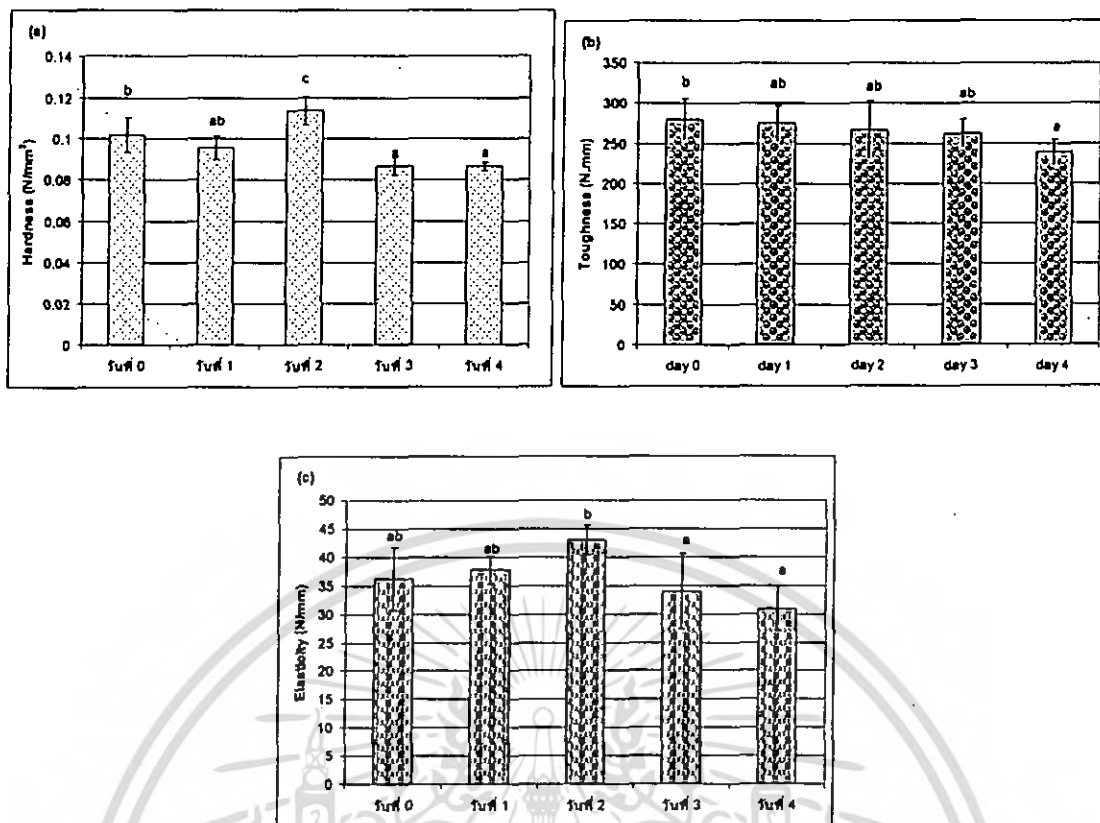 (a)
0.14
0.12
0.1
0.08
0.06
0.04
0.02
0
Hardness (N/mm²)
b
ab
c
a
a
วันที่ 0
วันที่ 1
วันที่ 2
วันที่ 3
วันที่ 4
(b)
350
300
250
200
150
100
50
0
Toughness (N.mm)
b
ab
ab
ab
a
day 0
day 1
day 2
day 3
day 4
(c)
50
45
40
35
30
25
20
15
10
5
0
Elasticity (N/mm)
ab
ab
b
a
a
วันที่ 0
วันที่ 1
วันที่ 2
วันที่ 3
วันที่ 4